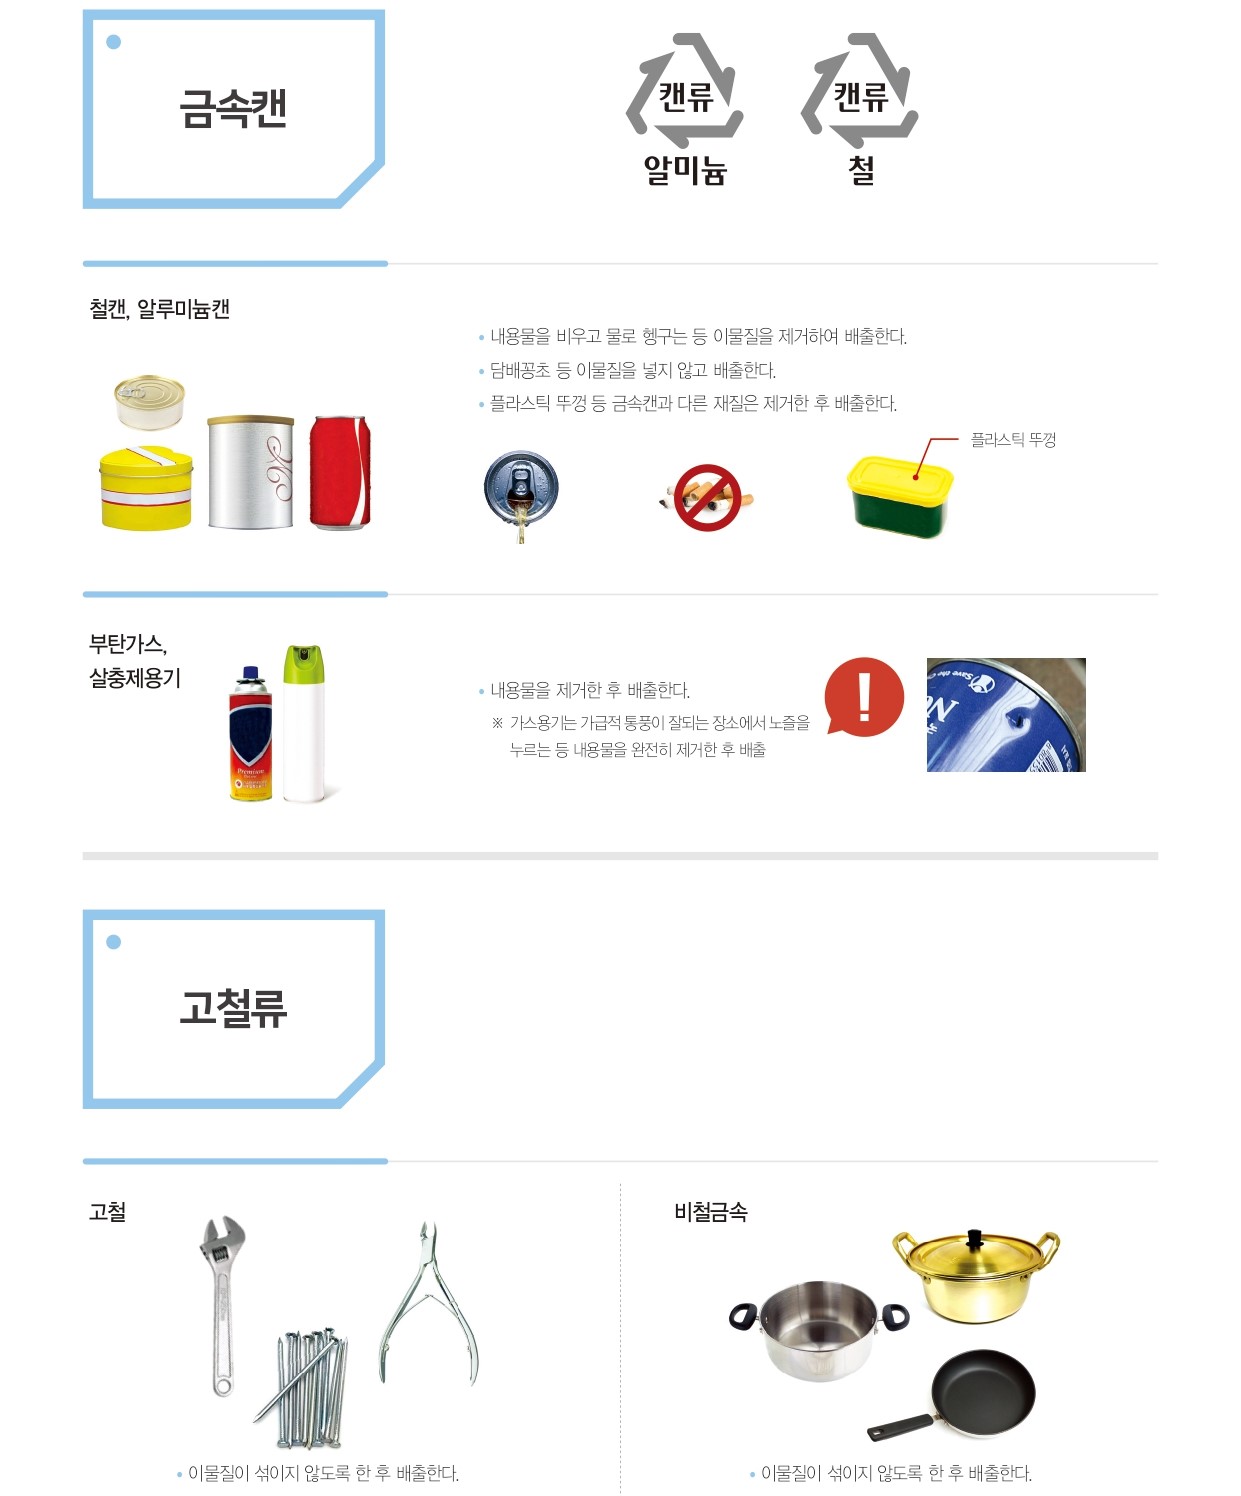 금속캔
캔류
알미늄
캔류
철
철캔, 알루미늄캔
• 내용물을 비우고 물로 헹구는 등 이물질을 제거하여 배출한다.
• 담배꽁초 등 이물질을 넣지 않고 배출한다.
• 플라스틱 뚜껑 등 금속캔과 다른 재질은 제거한 후 배출한다.
플라스틱 뚜껑
부탄가스,
살충제용기
Premium
• 내용물을 제거한 후 배출한다.
※ 가스용기는 가급적 통풍이 잘되는 장소에서 노즐을
누르는 등 내용물을 완전히 제거한 후 배출
!
Save the
고철류
고철
• 이물질이 섞이지 않도록 한 후 배출한다.
비철금속
• 이물질이 섞이지 않도록 한 후 배출한다.